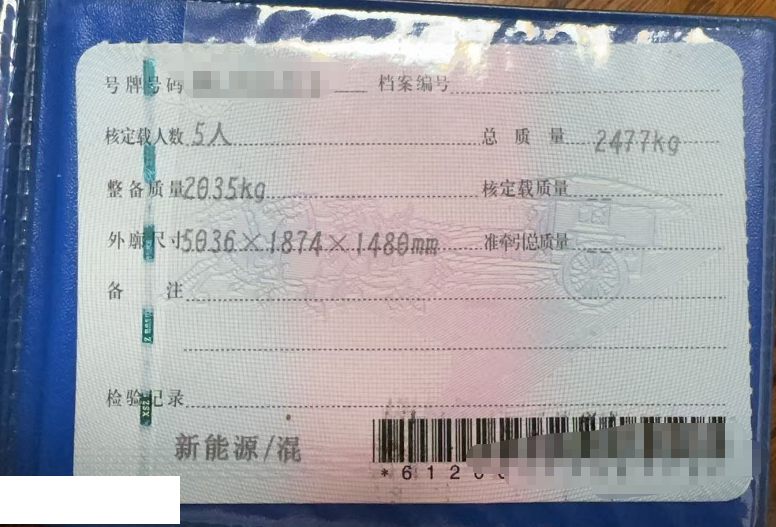 号牌号码 档案编号
核定载人数 5人 总质量 2477kg
整备质量 2035kg 核定载质量 --
外廓尺寸 5036×1874×1480mm 准牵引总质量 --
备注
检验记录
新能源/混
*6120